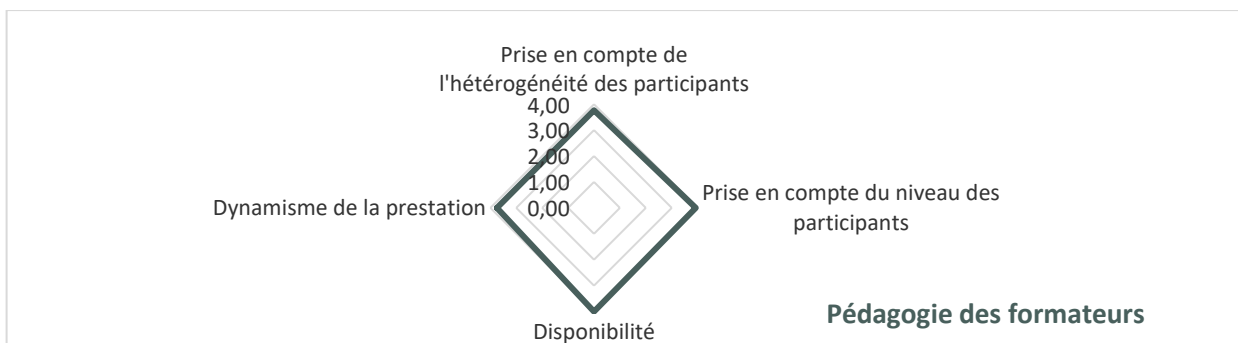 Prise en compte de
l'hétérogénéité des participants
4,00
3,00
2,00
1,00
0,00
Dynamisme de la prestation
Prise en compte du niveau des
participants
Pédagogie des formateurs
Disponibilité